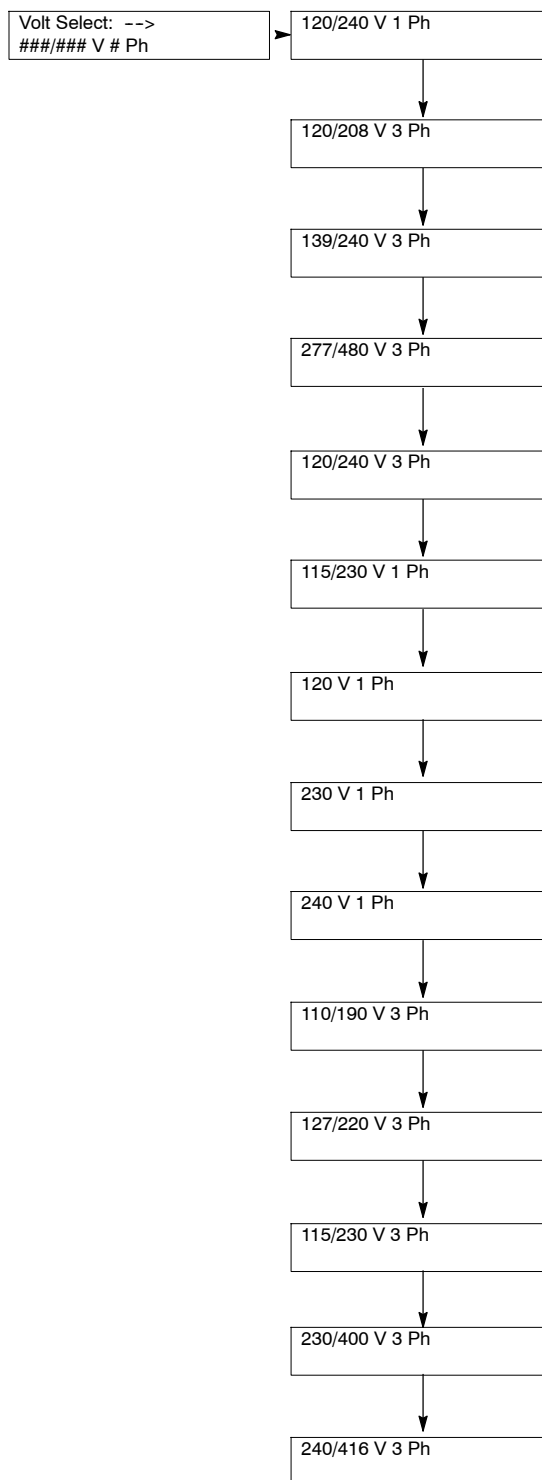 Volt Select: -->
###/### V # Ph
120/240 V 1 Ph
120/208 V 3 Ph
139/240 V 3 Ph
277/480 V 3 Ph
120/240 V 3 Ph
115/230 V 1 Ph
120 V 1 Ph
230 V 1 Ph
240 V 1 Ph
110/190 V 3 Ph
127/220 V 3 Ph
115/230 V 3 Ph
230/400 V 3 Ph
240/416 V 3 Ph